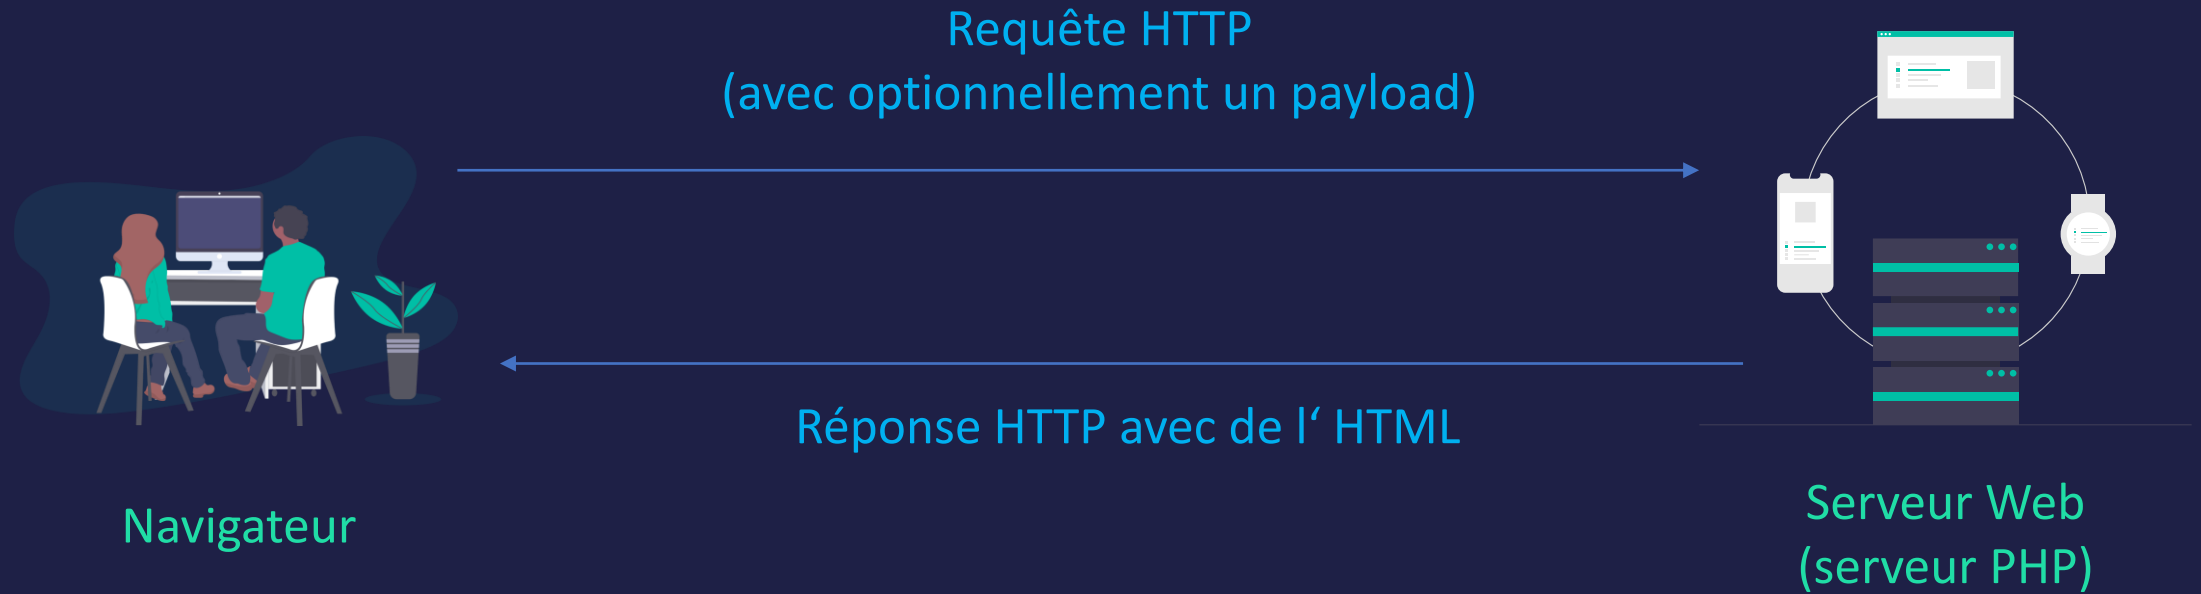 Requête HTTP
(avec optionnellement un payload)
Réponse HTTP avec de l‘ HTML
Navigateur
Serveur Web
(serveur PHP)